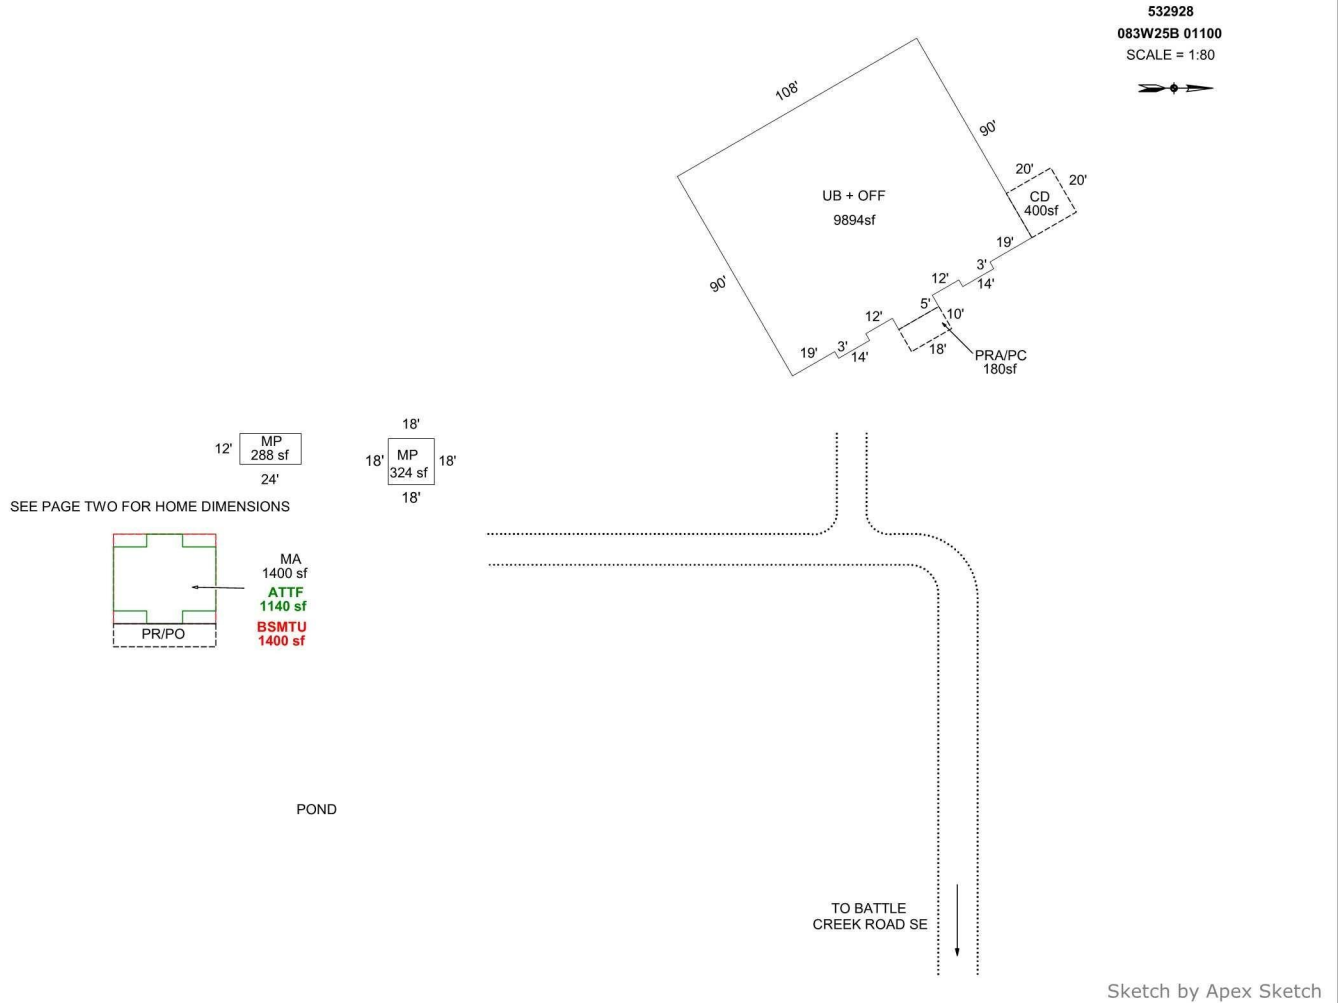 532928
083W25B 01100
SCALE = 1:80
108'
90'
20'
20'
CD
400sf
UB + OFF
9894sf
19'
3'
14'
12'
90'
5'
10'
12'
18'
PRA/PC
180sf
19'
3'
14'
18'
12'
MP
288 sf
24'
18'
MP
324 sf
18'
18'
SEE PAGE TWO FOR HOME DIMENSIONS
MA
1400 sf
ATTF
1140 sf
BSMTU
1400 sf
PR/PO
POND
TO BATTLE
CREEK ROAD SE
Sketch by Apex Sketch